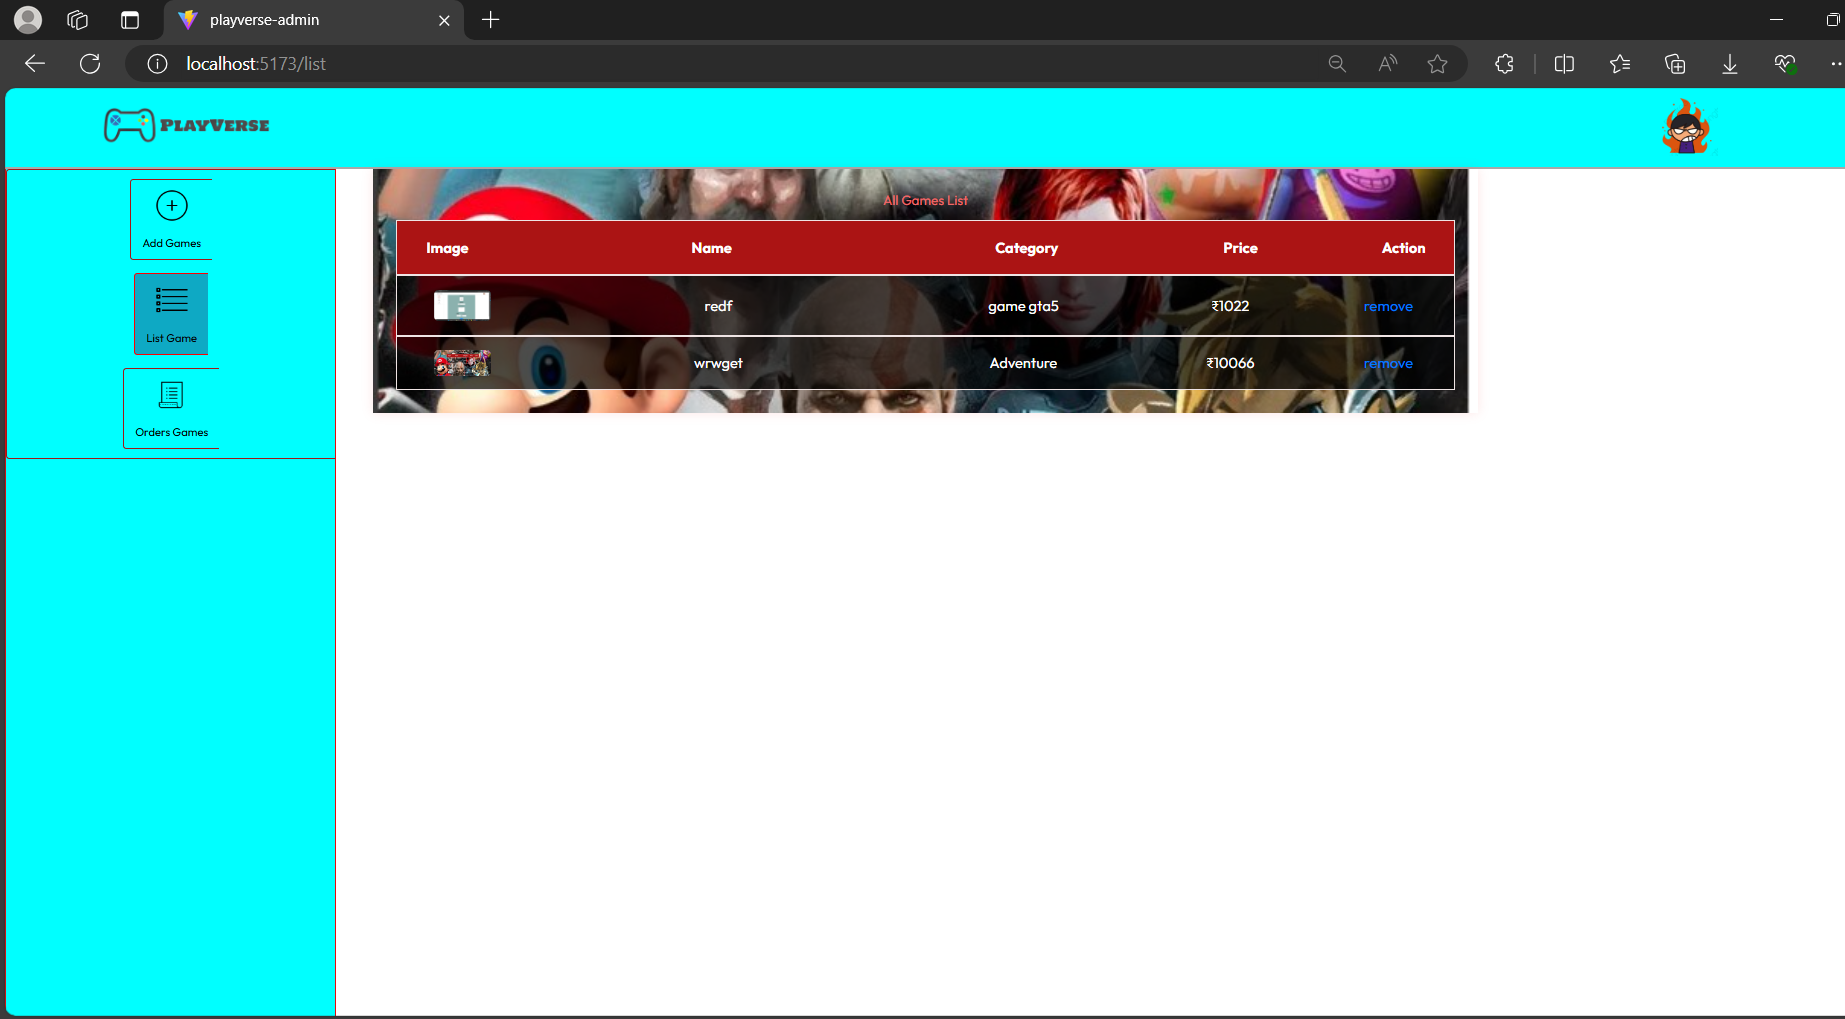 playverse-admin
localhost:5173/list
PLAYVERSE
Add Games
List Game
Orders Games
All Games List
Image Name Category Price Action
redf game gta5 ₹1022 remove
wrwget Adventure ₹10066 remove